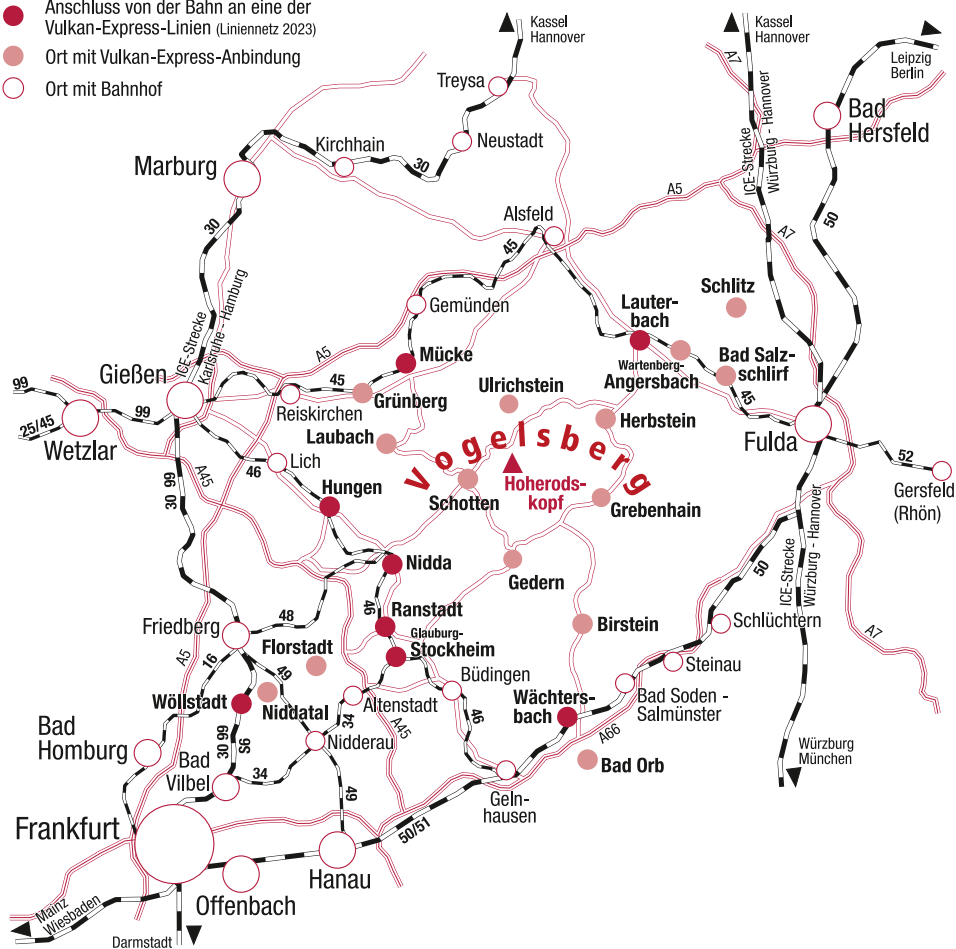 Anschluss von der Bahn an eine der
Vulkan-Express-Linien (Liniennetz 2023)
Ort mit Vulkan-Express-Anbindung
Ort mit Bahnhof
Kassel
Hannover
Kassel
Hannover
Leipzig
Berlin
A7
Treysa
Bad
Hersfeld
Neustadt
Kirchhain
30
Marburg
ICE-Strecke
Würzburg - Hannover
A5
30
Alsfeld
45
50
A7
ICE-Strecke
Karlsruhe - Hamburg
Gemünden
Schlitz
Lauter-
bach
A5
Mücke
Wartenberg-
Angersbach
Bad Salz-
schlirf
Gießen
99
99
25/45
Wetzlar
45
Reiskirchen
Grünberg
Ulrichstein
Herbstein
45
Fulda
Laubach
Vogelsberg
52
Gersfeld
(Rhön)
46
Lich
A45
30 99
Hungen
Schotten
Hoherods-
kopf
Grebenhain
Nidda
Gedern
50
ICE-Strecke
Würzburg - Hannover
46
Ranstadt
48
Friedberg
Glauburg-
Stockheim
Birstein
Schlüchtern
A7
A5
16
Florstadt
49
Steinau
Büdingen
Wöllstadt
Niddatal
Altenstadt
46
Wächters-
bach
Bad Soden -
Salmünster
34
A45
Bad
Homburg
30 99
S6
Nidderau
A66
Bad Orb
Würzburg
München
Bad
Vilbel
34
49
Geln-
hausen
Frankfurt
50/51
Hanau
Offenbach
Mainz
Wiesbaden
Darmstadt